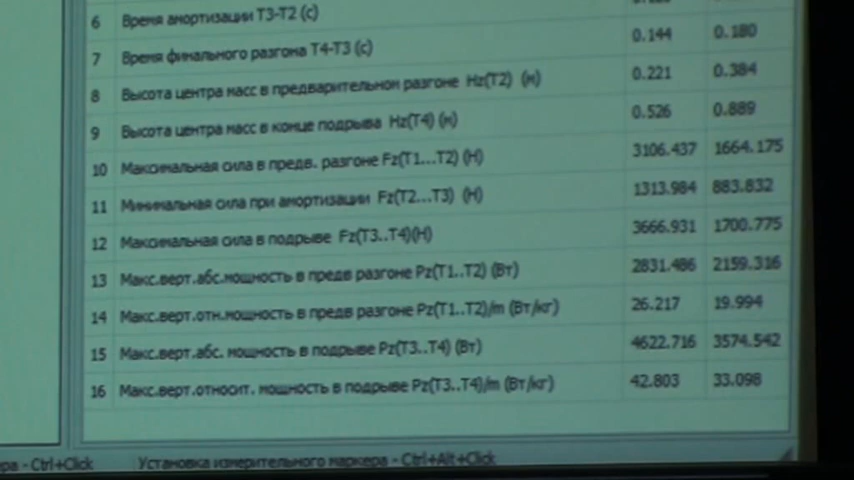 6 Время амортизации T3-T2 (с)
7 Время финального разгона T4-T3 (с) 0.144 0.180
8 Высота центра масс в предварительном разгоне Hz(T2) (м) 0.221 0.384
9 Высота центра масс в конце подрыва Hz(T4) (м) 0.526 0.889
10 Максимальная сила в предв. разгоне Fz(T1...T2) (Н) 3106.437 1664.175
11 Минимальная сила при амортизации Fz(T2...T3) (Н) 1313.984 883.832
12 Максимальная сила в подрыве Fz(T3..T4)(Н) 3666.931 1700.775
13 Макс.верт.абс.мощность в предв разгоне Pz(T1..T2) (Вт) 2831.486 2159.316
14 Макс.верт.отн.мощность в предв разгоне Pz(T1..T2)/m (Вт/кг) 26.217 19.994
15 Макс.верт.абс. мощность в подрыве Pz(T3..T4) (Вт) 4622.716 3574.542
16 Макс.верт.относит. мощность в подрыве Pz(T3..T4)/m (Вт/кг) 42.803 33.098
ера - Ctrl+Click Установка измерительного маркера - Ctrl+Alt+Click